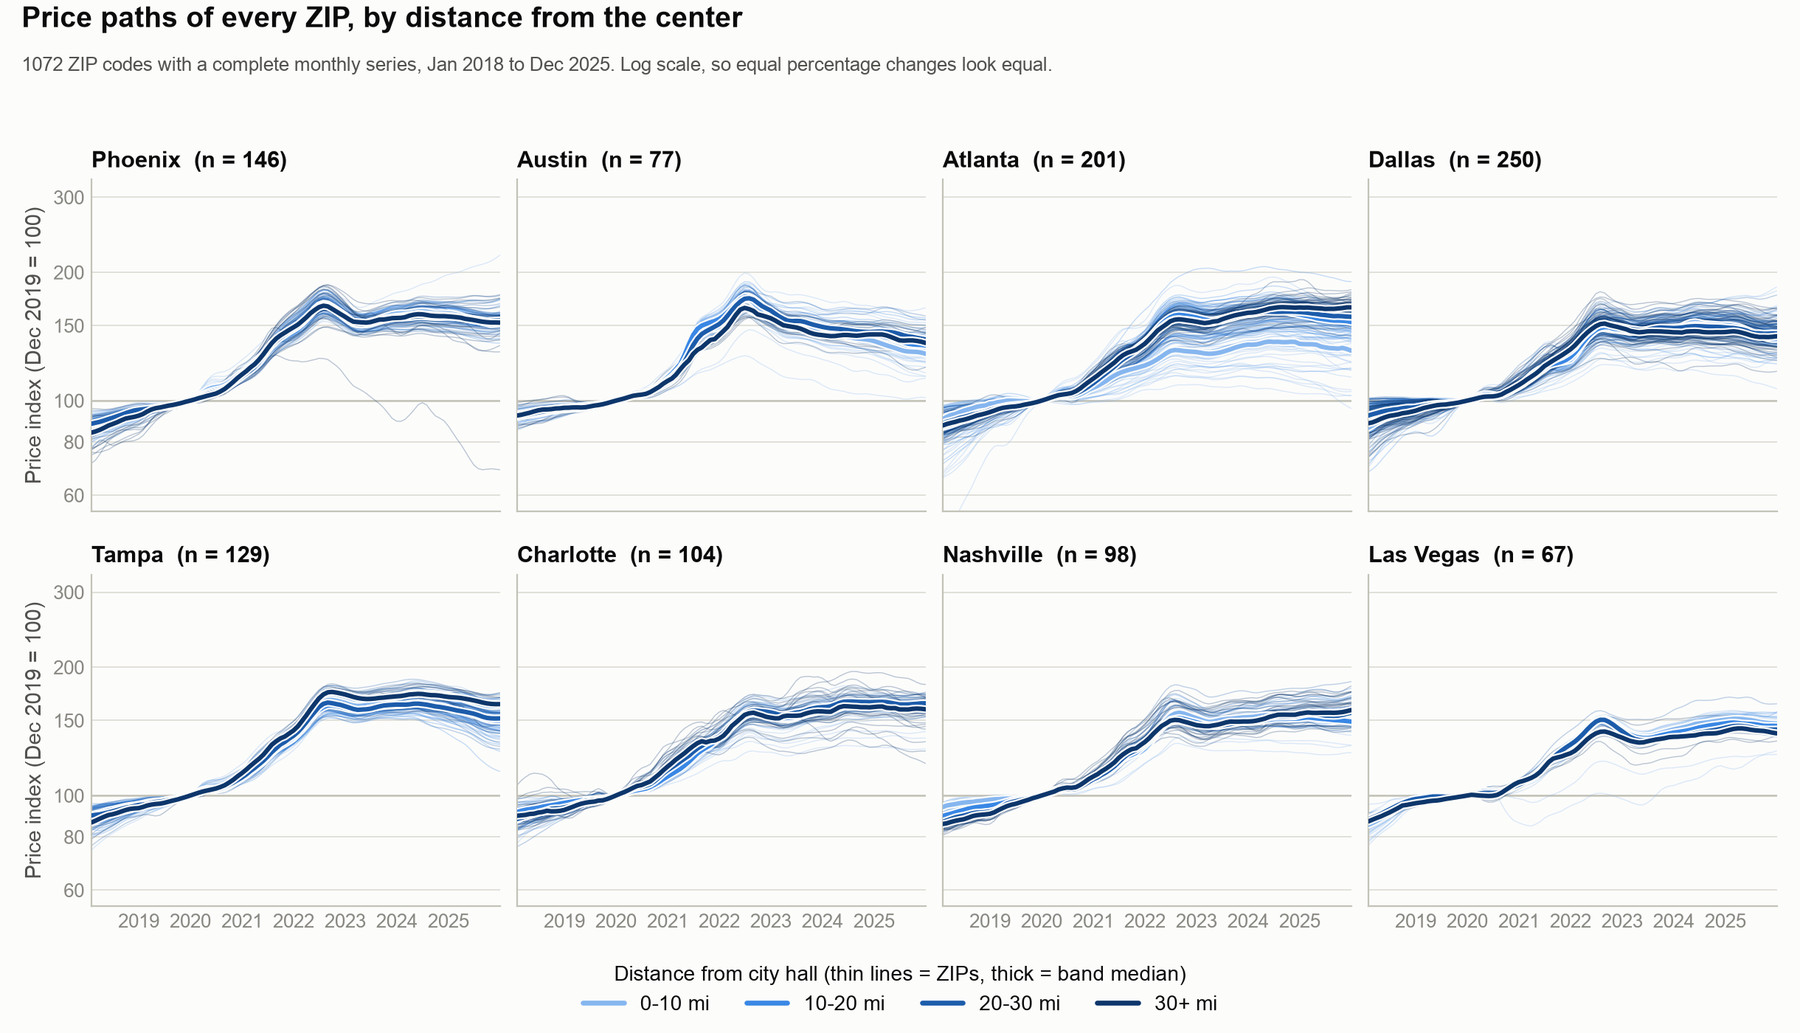 Price paths of every ZIP, by distance from the center
1072 ZIP codes with a complete monthly series, Jan 2018 to Dec 2025. Log scale, so equal percentage changes look equal.
Phoenix (n = 146)
Austin (n = 77)
Atlanta (n = 201)
Dallas (n = 250)
Price index (Dec 2019 = 100)
300
200
150
100
80
60
Tampa (n = 129)
Charlotte (n = 104)
Nashville (n = 98)
Las Vegas (n = 67)
Price index (Dec 2019 = 100)
300
200
150
100
80
60
2019 2020 2021 2022 2023 2024 2025
2019 2020 2021 2022 2023 2024 2025
2019 2020 2021 2022 2023 2024 2025
2019 2020 2021 2022 2023 2024 2025
Distance from city hall (thin lines = ZIPs, thick = band median)
0-10 mi
10-20 mi
20-30 mi
30+ mi